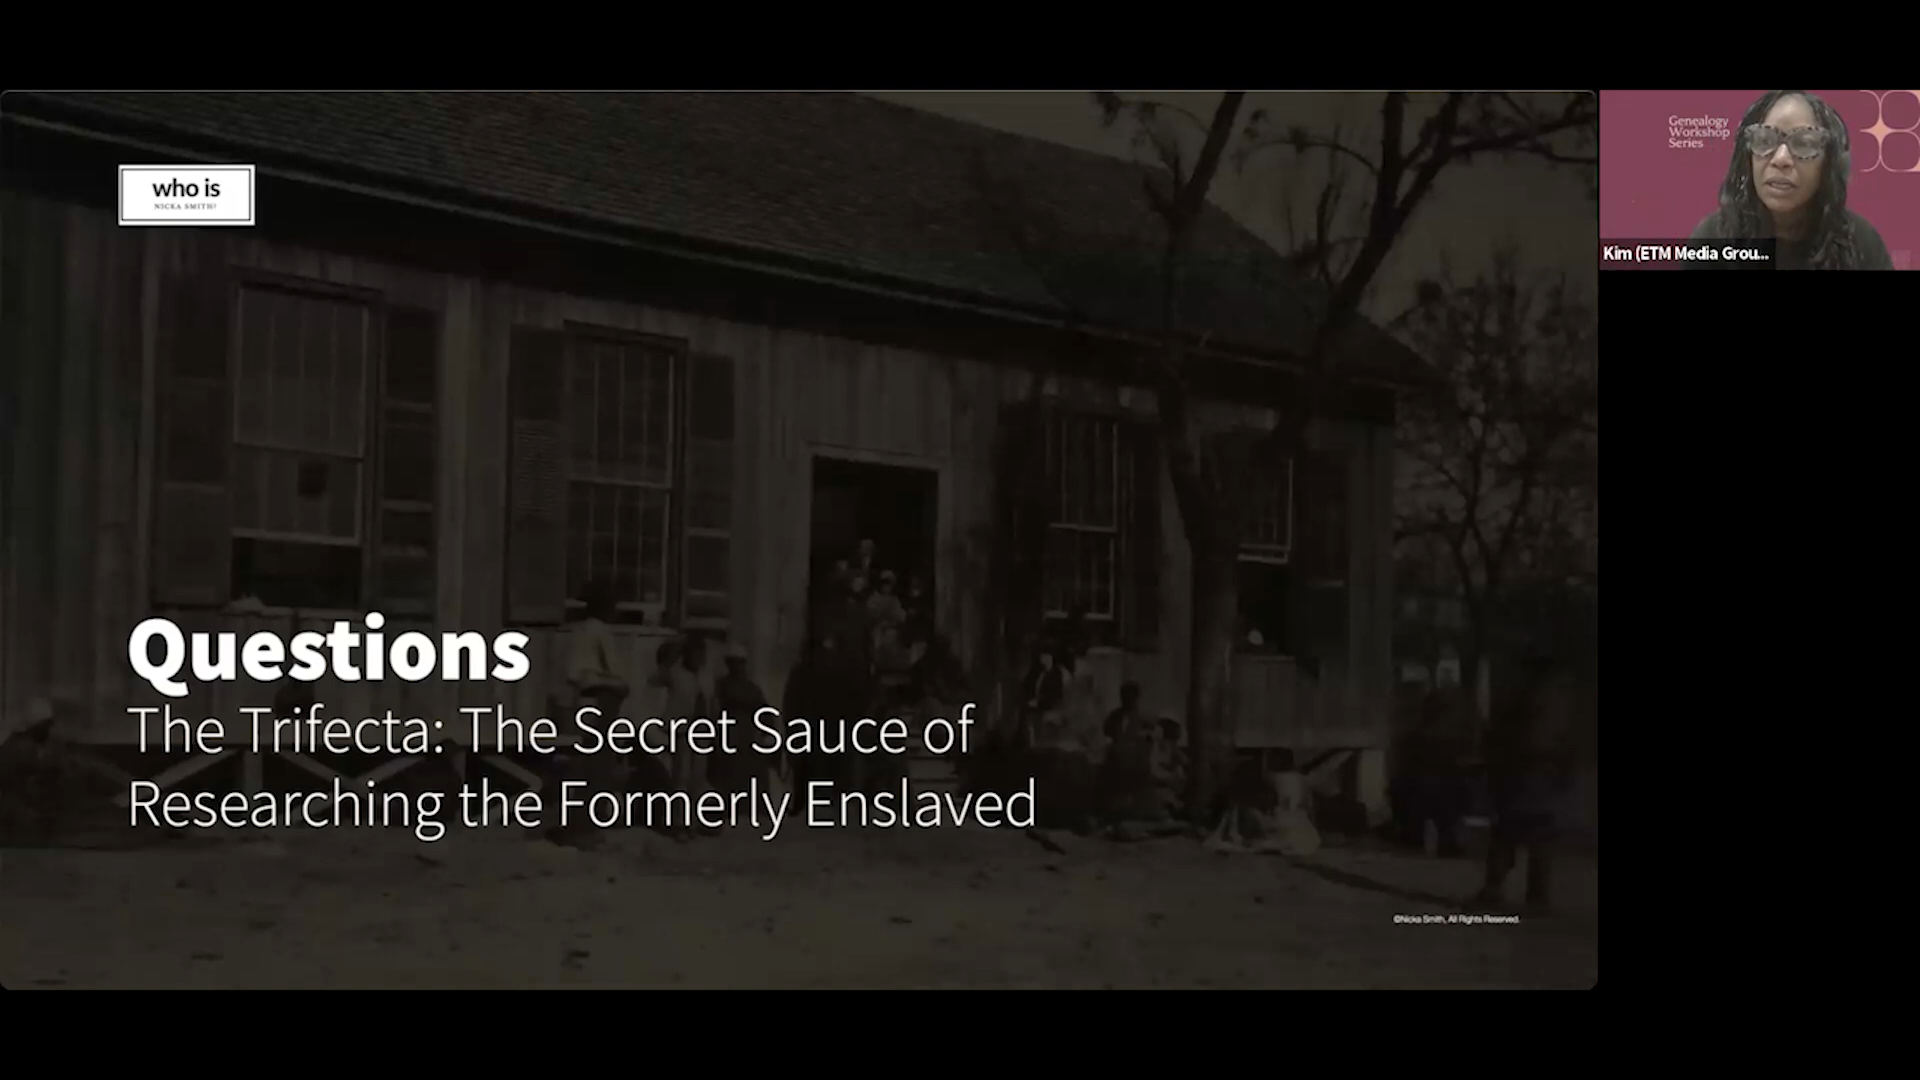 who is
NICKA SMITH?
Questions
The Trifecta: The Secret Sauce of
Researching the Formerly Enslaved
©Nicka Smith, All Rights Reserved.
Genealogy
Workshop
Series
Kim (ETM Media Grou...